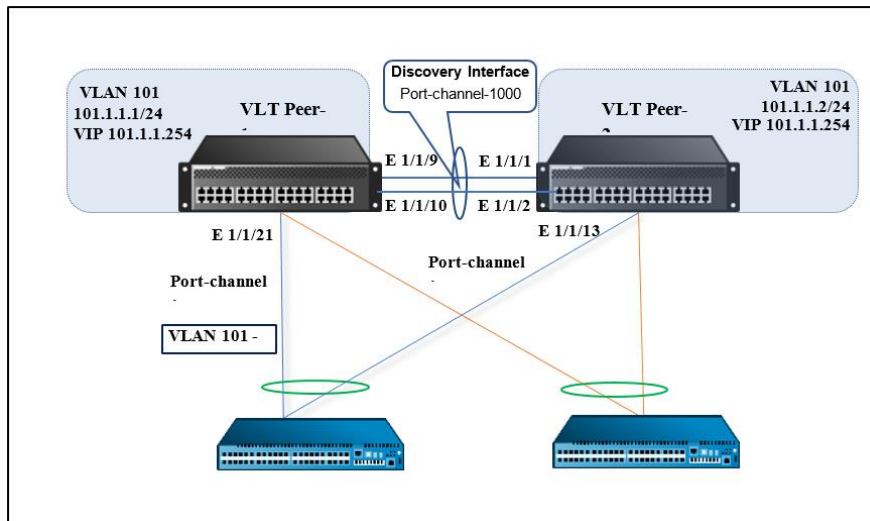 Discovery Interface
Port-channel-1000
VLAN 101
101.1.1.1/24
VIP 101.1.1.254
VLT Peer-
VLT Peer-
VLAN 101
101.1.1.2/24
VIP 101.1.1.254
E 1/1/9
E 1/1/1
E 1/1/10
E 1/1/2
E 1/1/21
E 1/1/13
Port-channel
Port-channel
VLAN 101 -